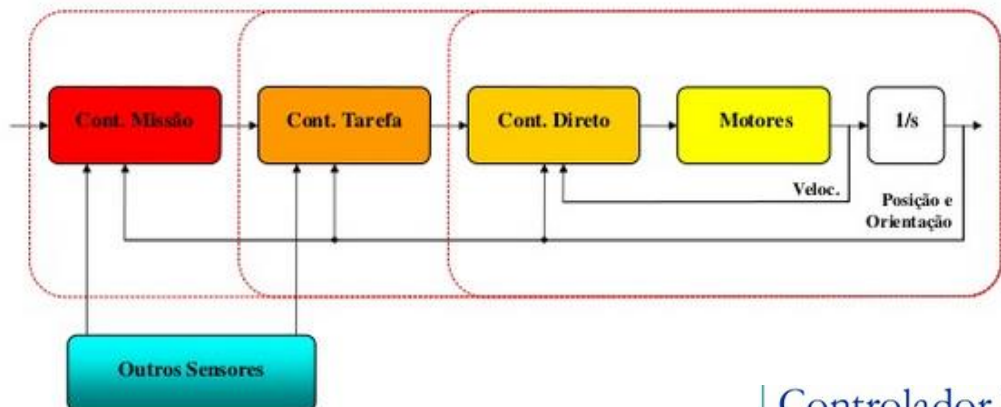 Cont. Missão
Cont. Tarefa
Cont. Direto
Motores
1/s
Veloc.
Posição e
Orientação
Outros Sensores
Controlador